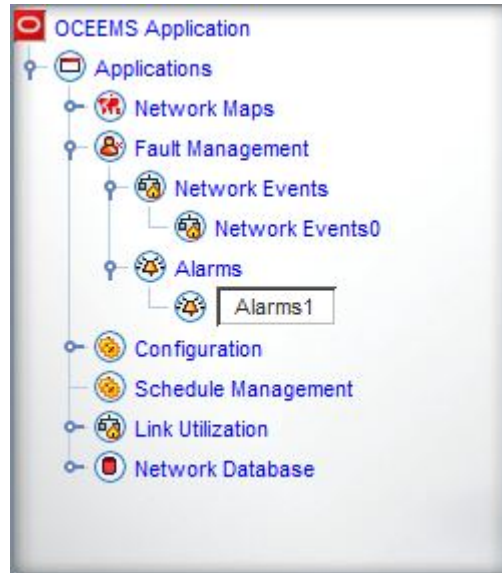 OCEEMS Application
Applications
Network Maps
Fault Management
Network Events
Network Events0
Alarms
Alarms1
Configuration
Schedule Management
Link Utilization
Network Database